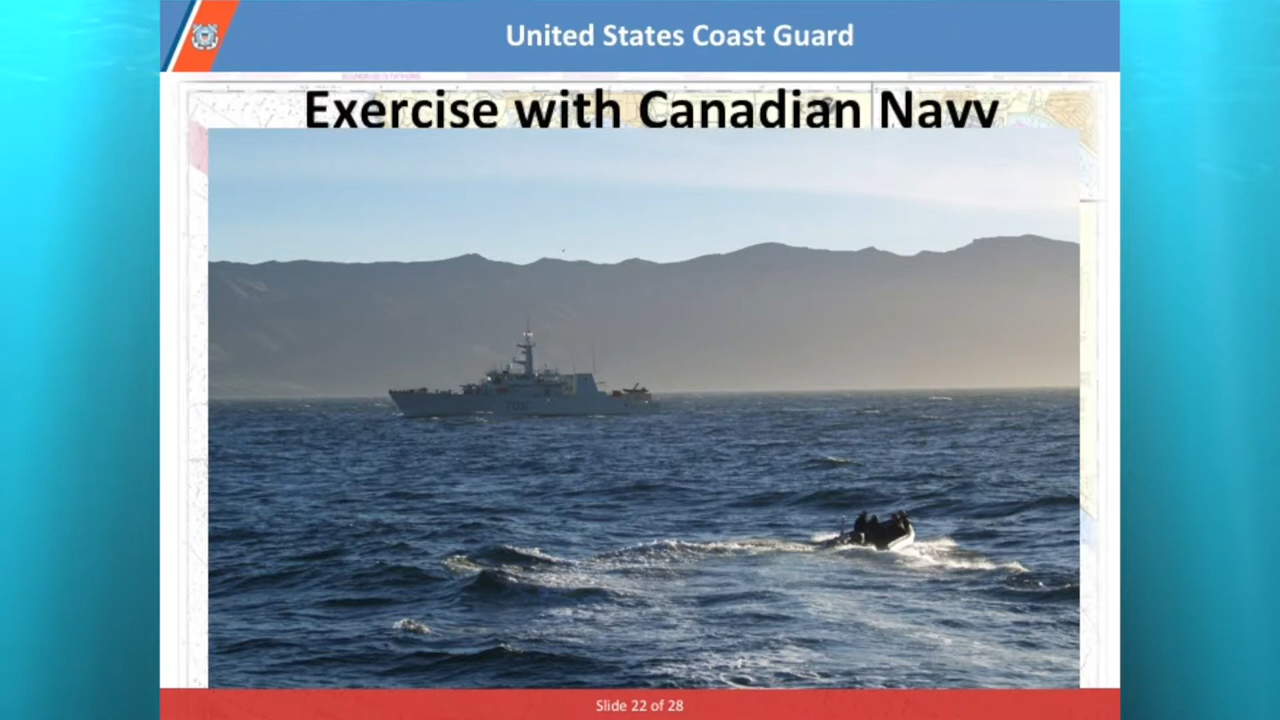 United States Coast Guard
Exercise with Canadian Navy
Slide 22 of 28